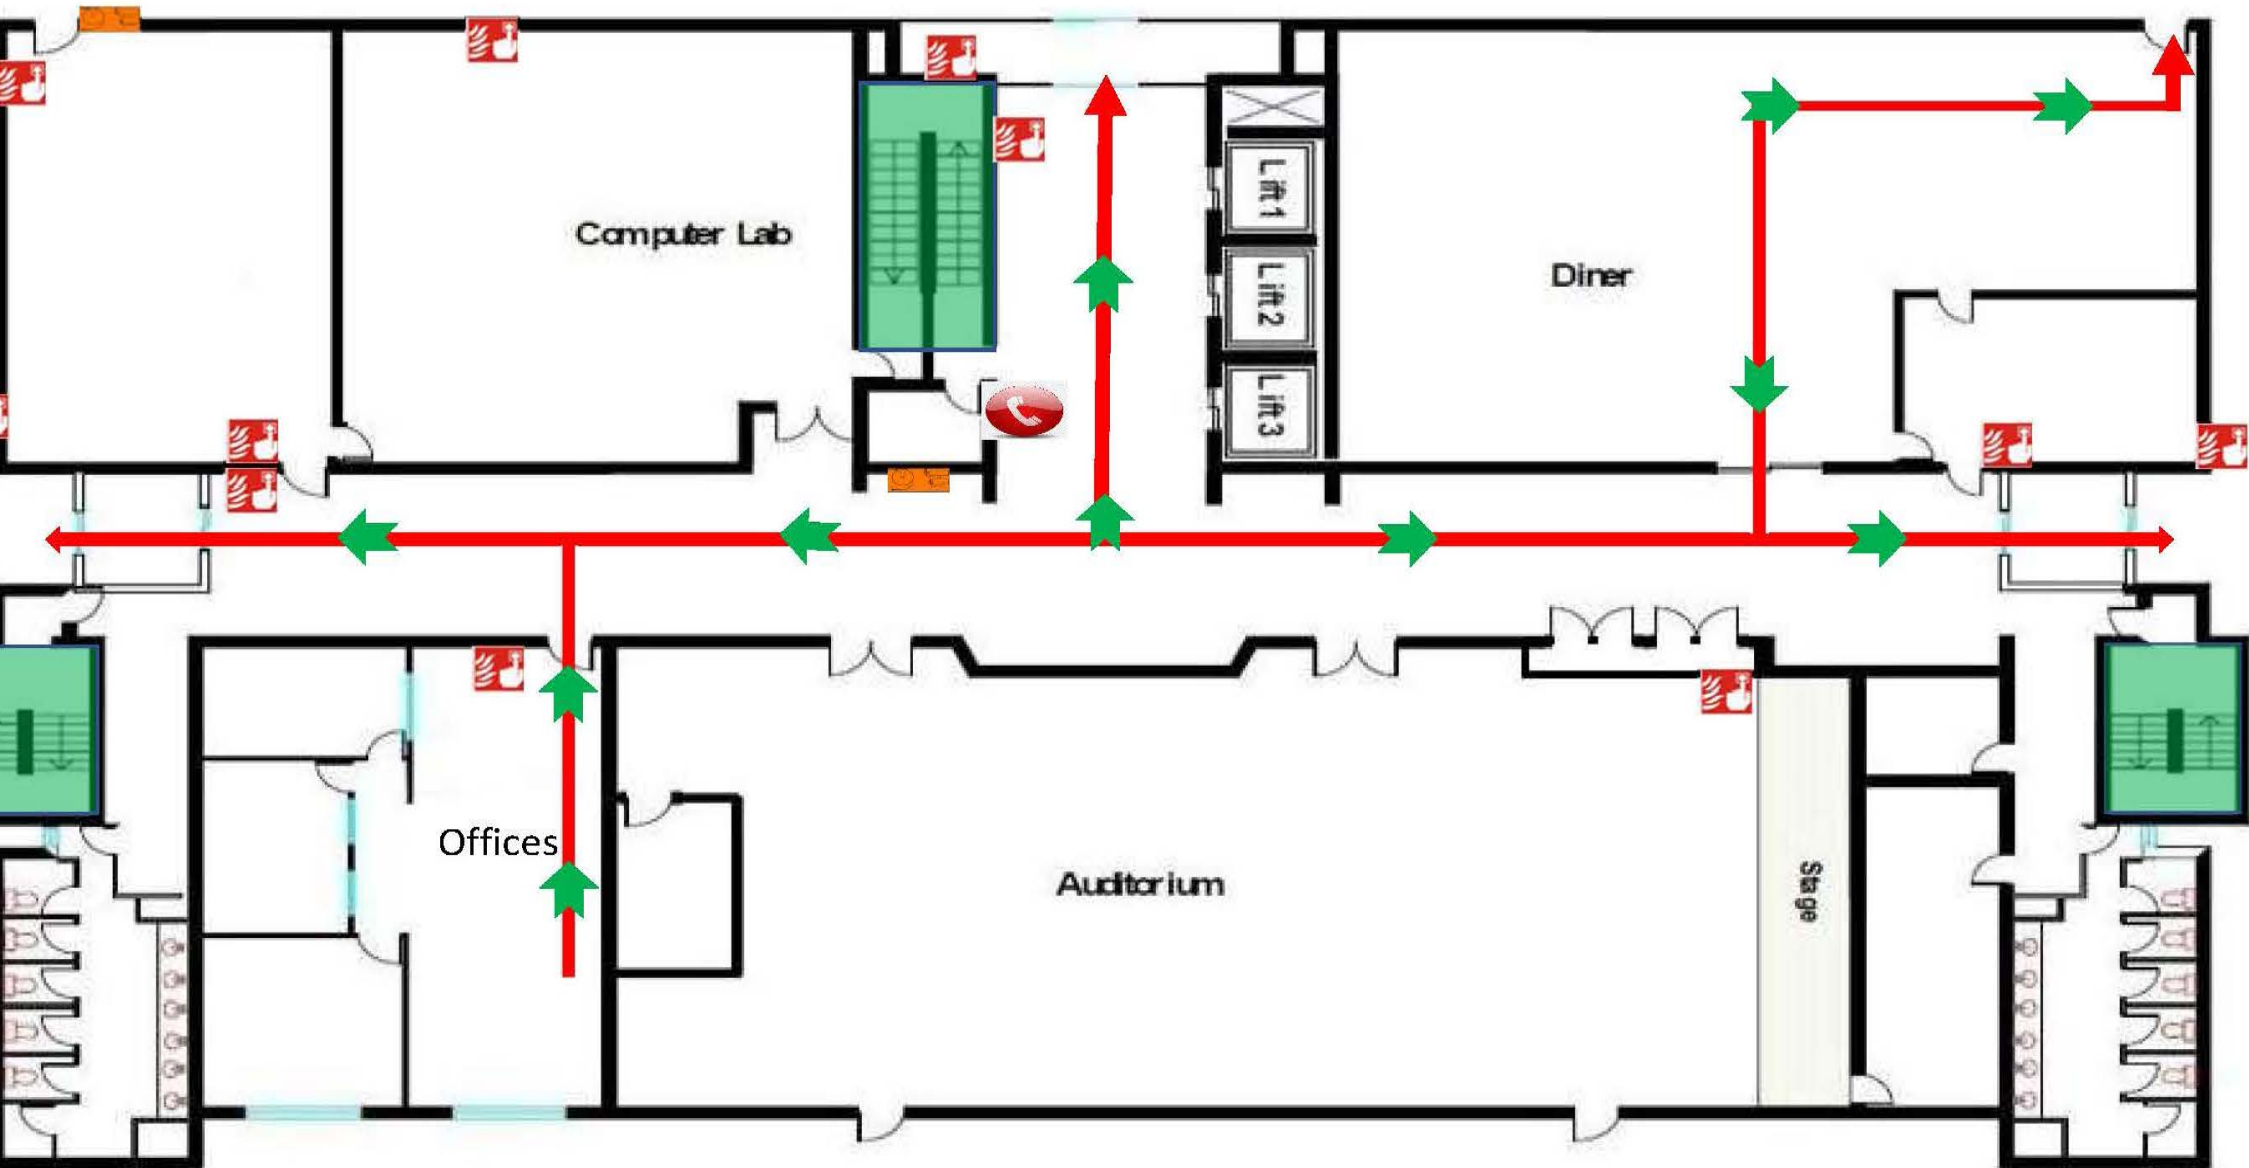 Computer Lab
Lift 1
Lift 2
Lift 3
Diner
Offices
Auditorium
Stage